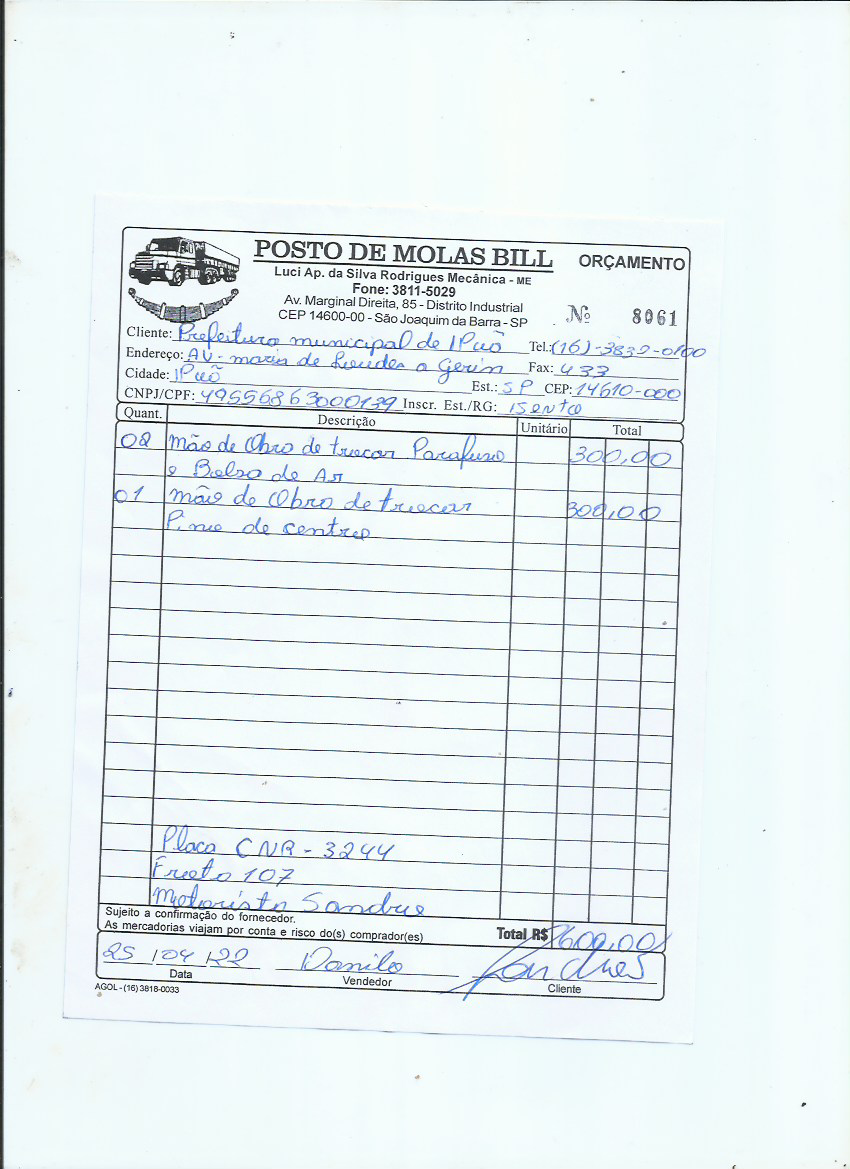 POSTO DE MOLAS BILL
ORÇAMENTO
Luci Ap. da Silva Rodrigues Mecânica - ME
Fone: 3811-5029
Av. Marginal Direita, 85 - Distrito Industrial
CEP 14600-00 - São Joaquim da Barra - SP
Nº 8061
Cliente: Prefeitura municipal de IPuã Tel.: (16)-3832-0100
Endereço: AV - maria de Lourdes a Gerin Fax: 433
Cidade: IPuã Est.: SP CEP: 14610-000
CNPJ/CPF: 49556863000139 Inscr. Est./RG: isento
Quant. Descrição Unitário Total
02 mão de Obra de trocar Parafuso 300,00
e Bolsa de Ar
01 mão de Obra de trocar 300,00
Pino de centro
Placa CNR - 3244
Frota 107
Motorista Sandro
Sujeito a confirmação do fornecedor.
As mercadorias viajam por conta e risco do(s) comprador(es)
Total R$ 600,00
25 / 04 / 22 Danilo
Data Vendedor Cliente
AGOL - (16) 3818-0033